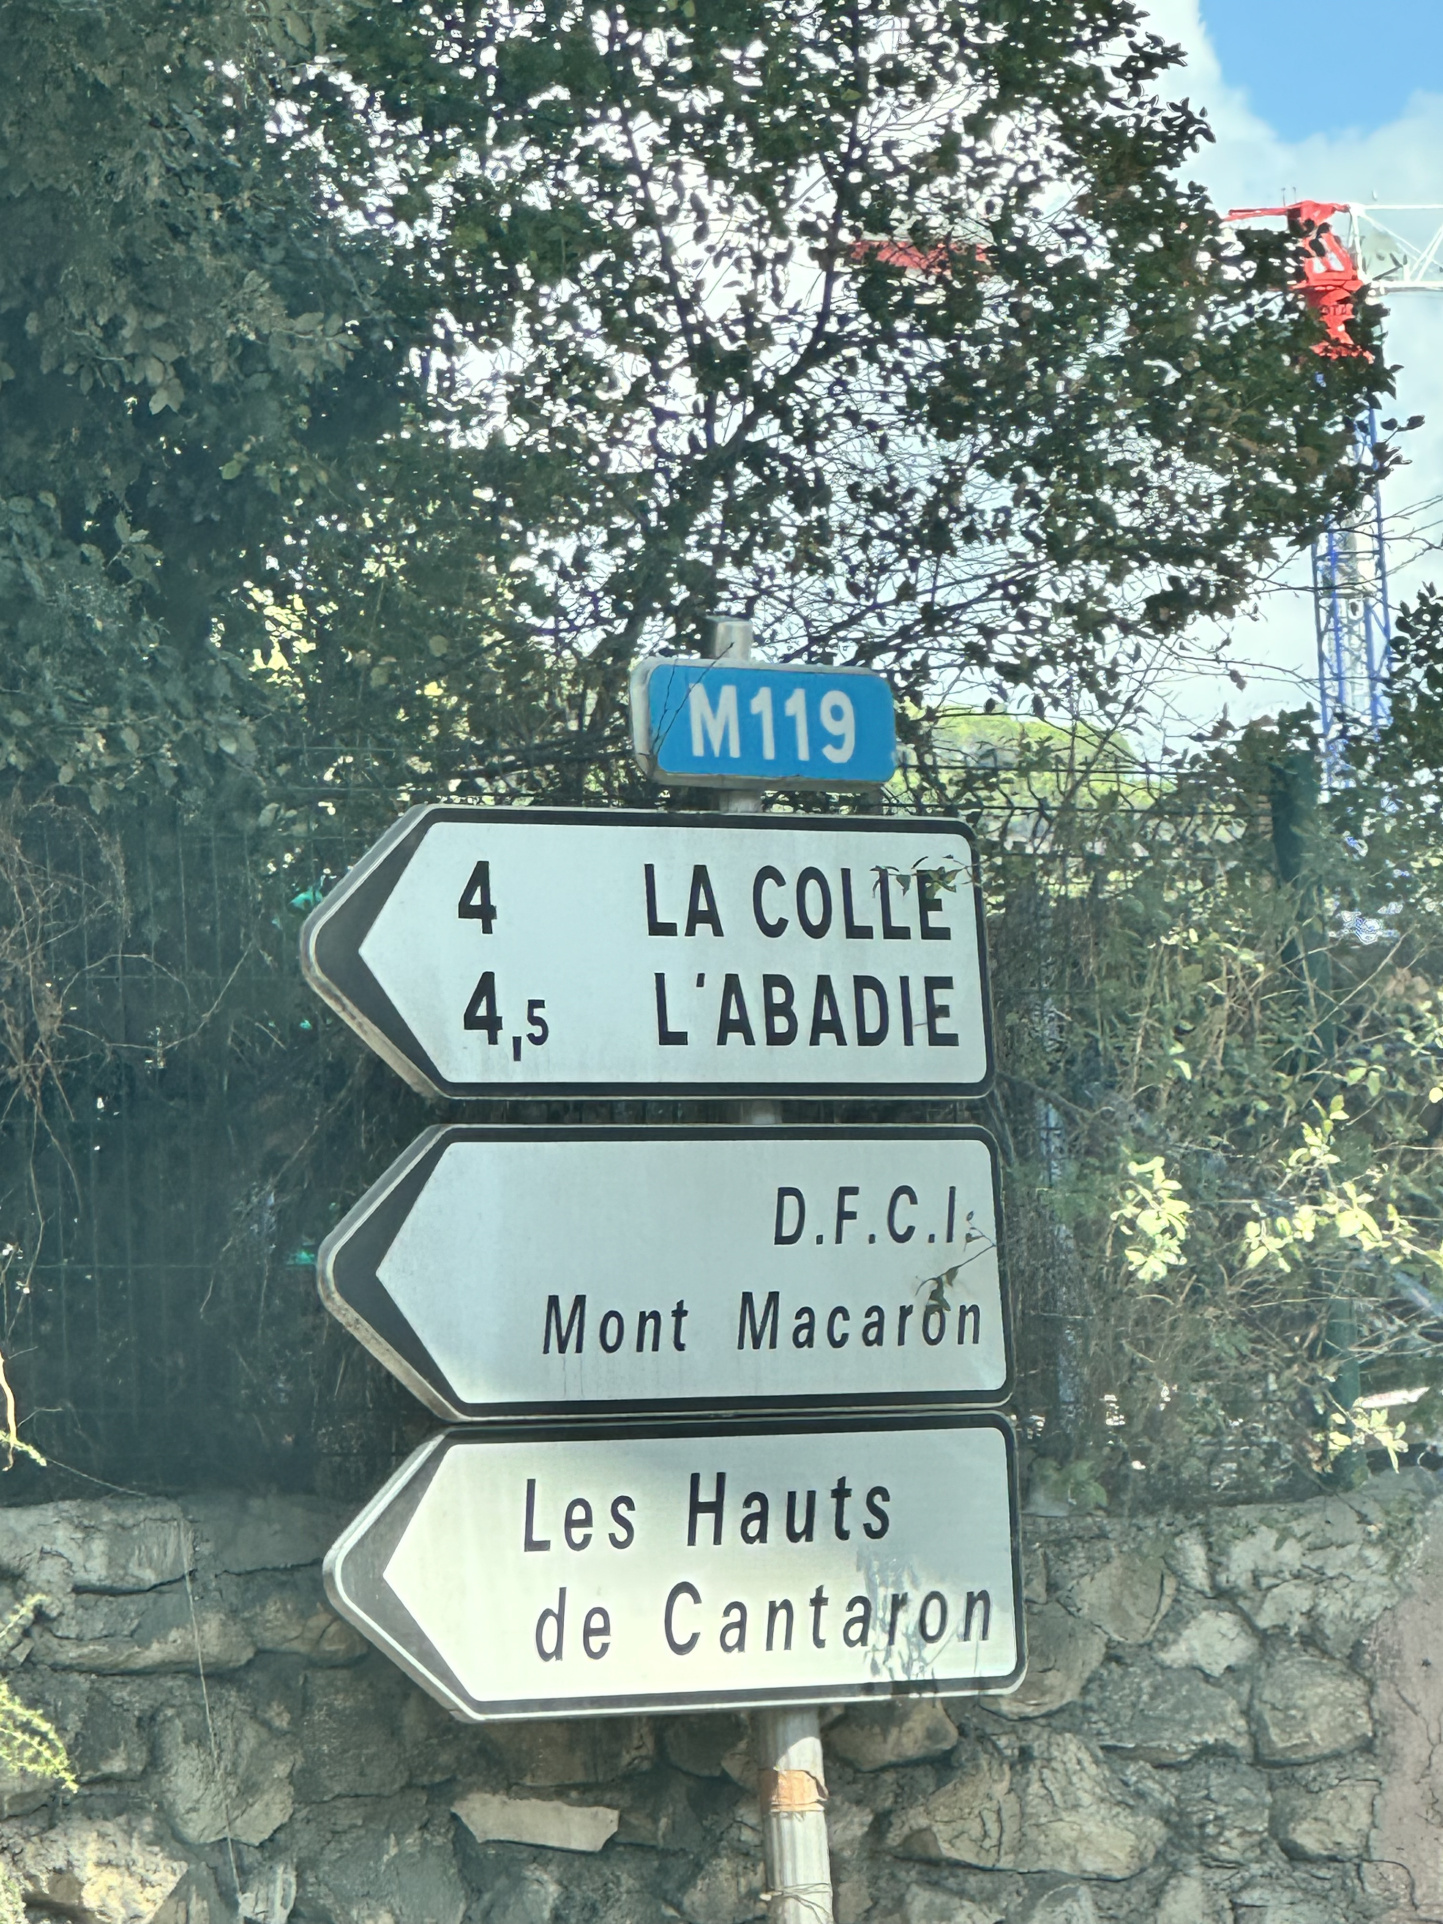 M119
4 LA COLLE
4,5 L'ABADIE
D.F.C.I.
Mont Macaron
Les Hauts
de Cantaron